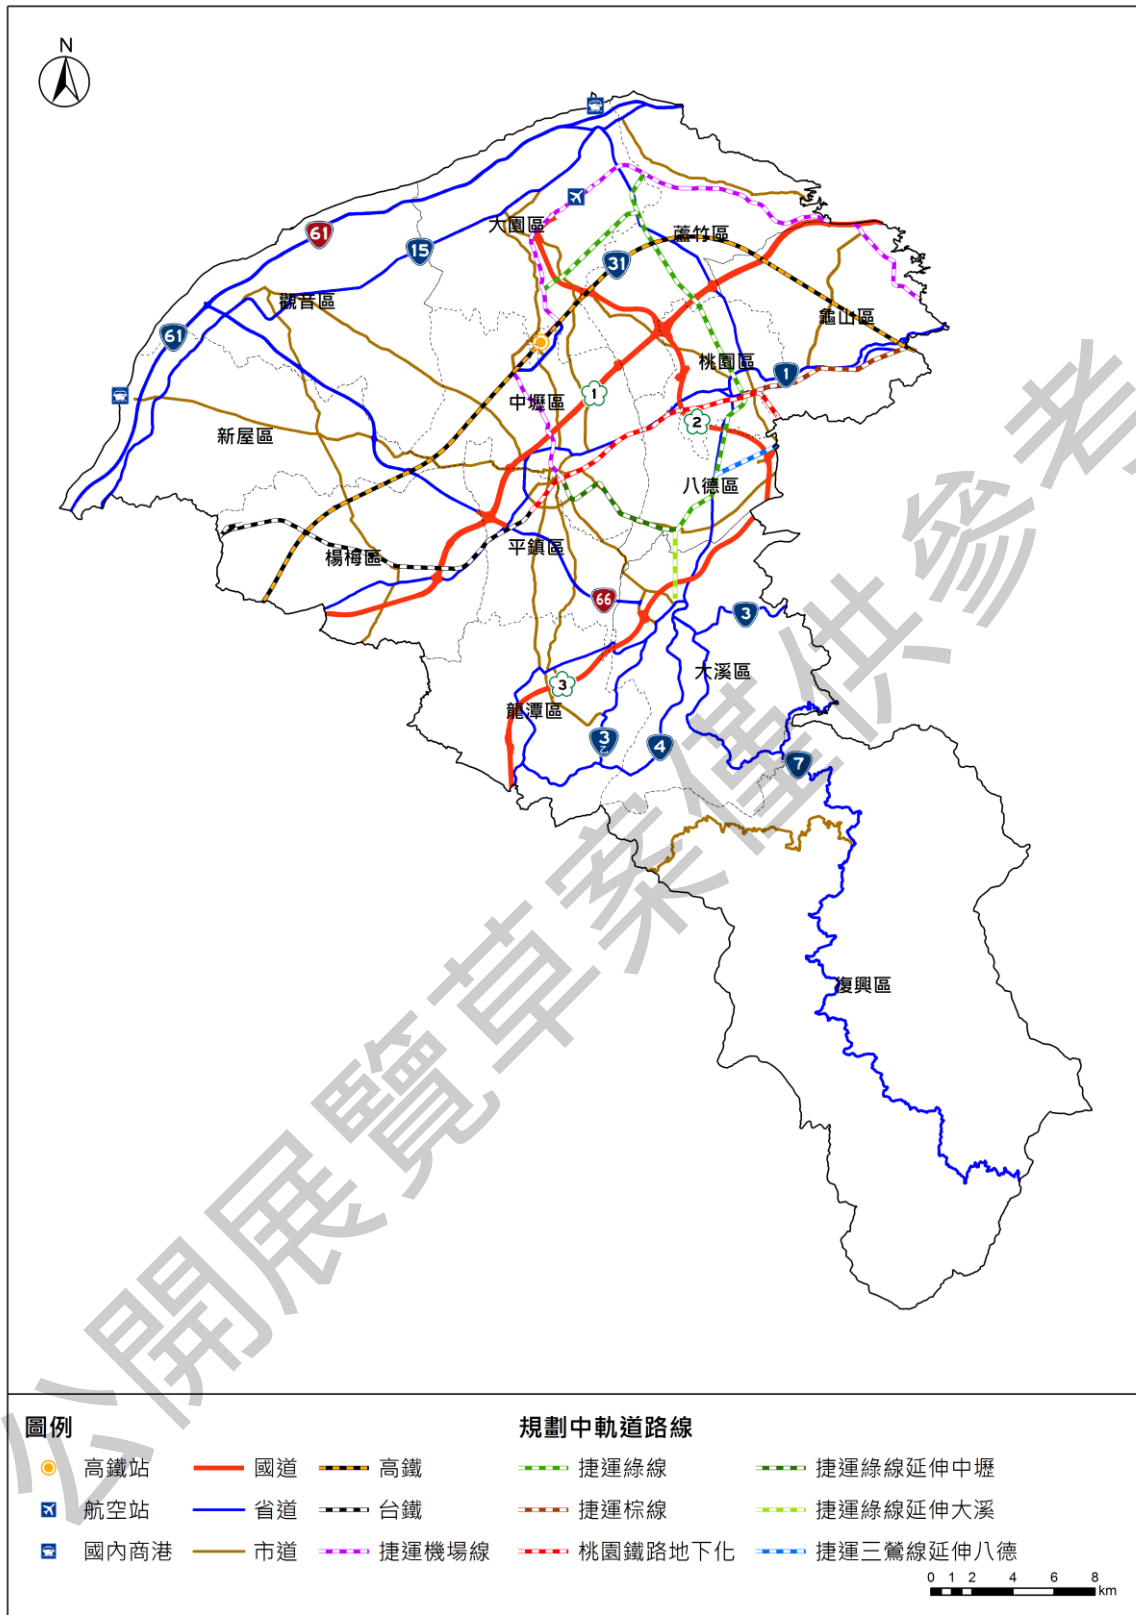 N
61
15
大園區
31
蘆竹區
觀音區
61
龜山區
桃園區
1
中壢區
1
2
新屋區
八德區
平鎮區
楊梅區
66
3
大溪區
3
龍潭區
3乙
4
7
復興區
公開展覽草案僅供參考
圖例
規劃中軌道路線
高鐵站 國道 高鐵 捷運綠線 捷運綠線延伸中壢
航空站 省道 台鐵 捷運棕線 捷運綠線延伸大溪
國內商港 市道 捷運機場線 桃園鐵路地下化 捷運三鶯線延伸八德
0 1 2 4 6 8
km